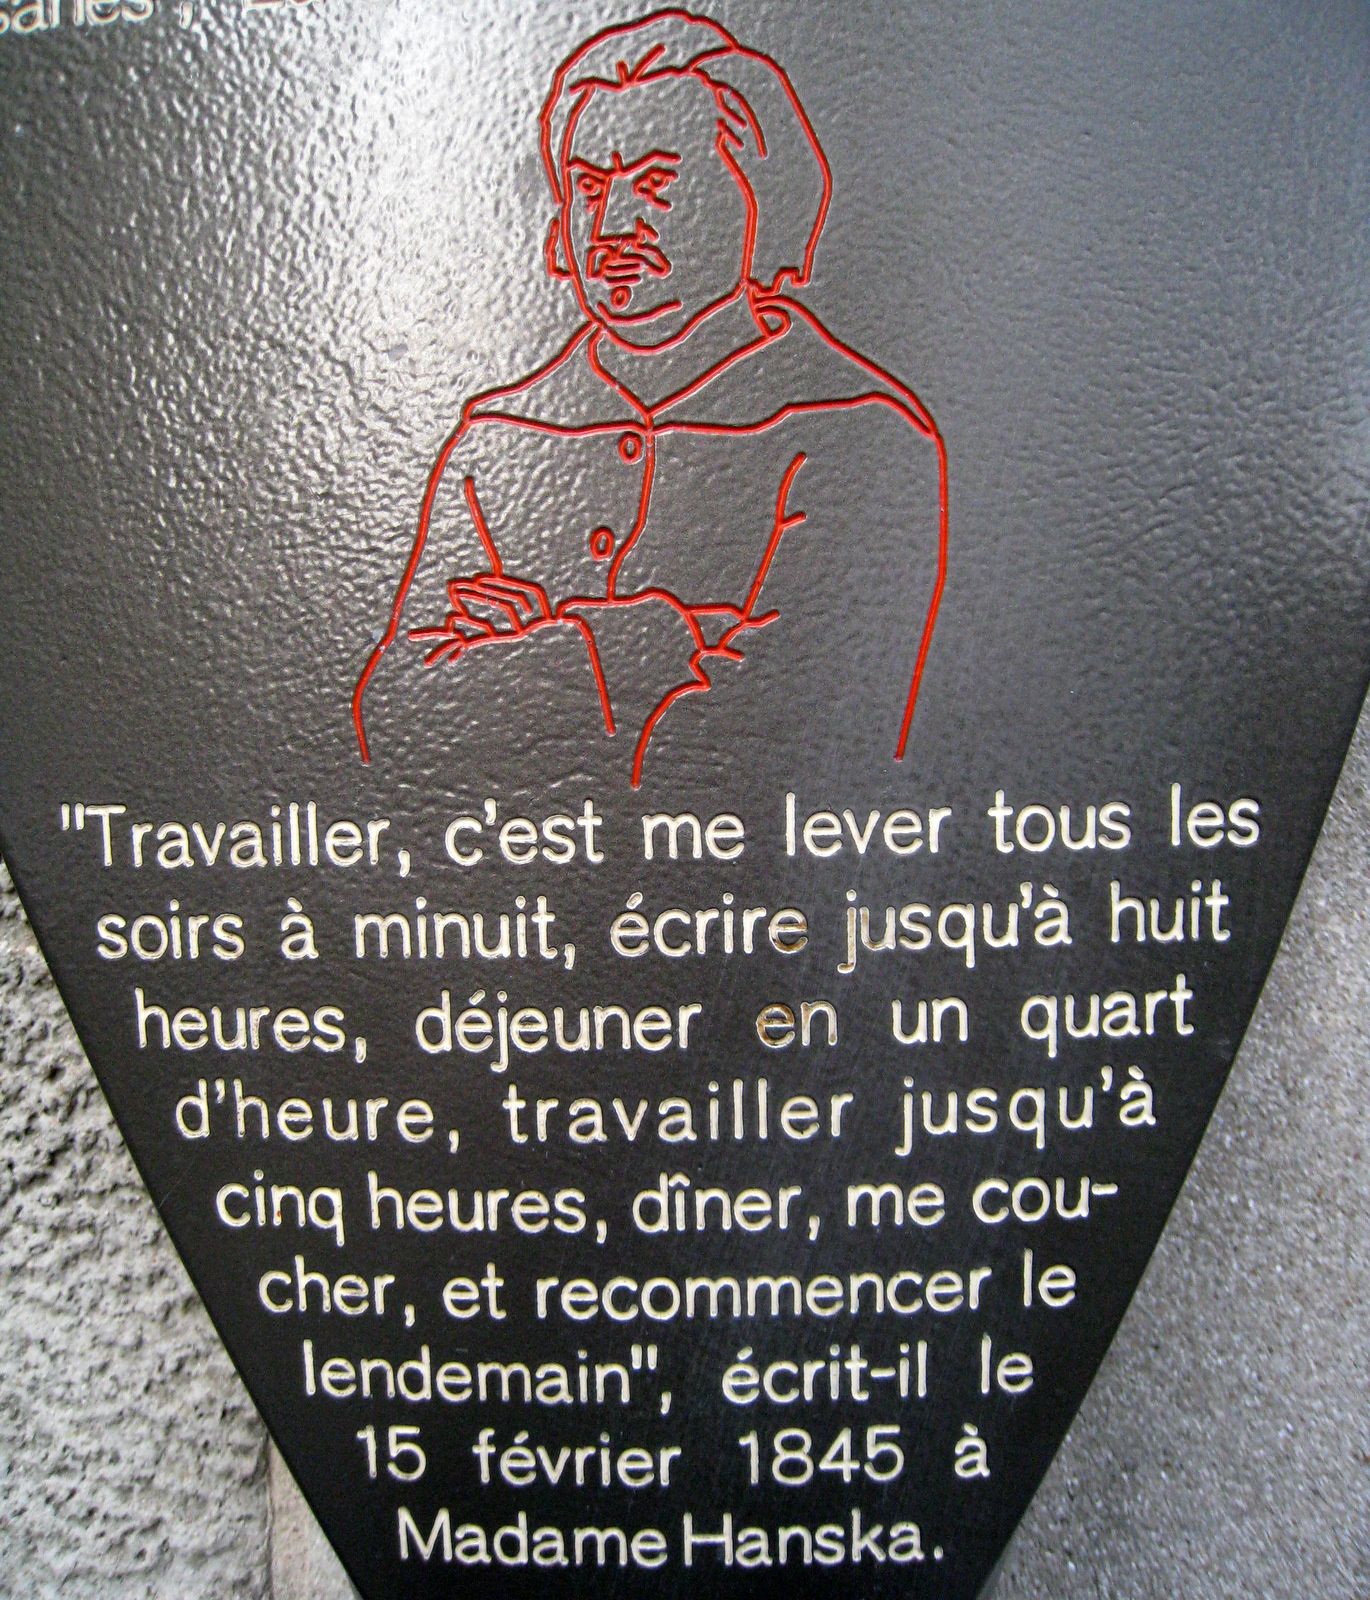 "Travailler, c'est me lever tous les
soirs à minuit, écrire jusqu'à huit
heures, déjeuner en un quart
d'heure, travailler jusqu'à
cinq heures, dîner, me cou-
cher, et recommencer le
lendemain", écrit-il le
15 février 1845 à
Madame Hanska.